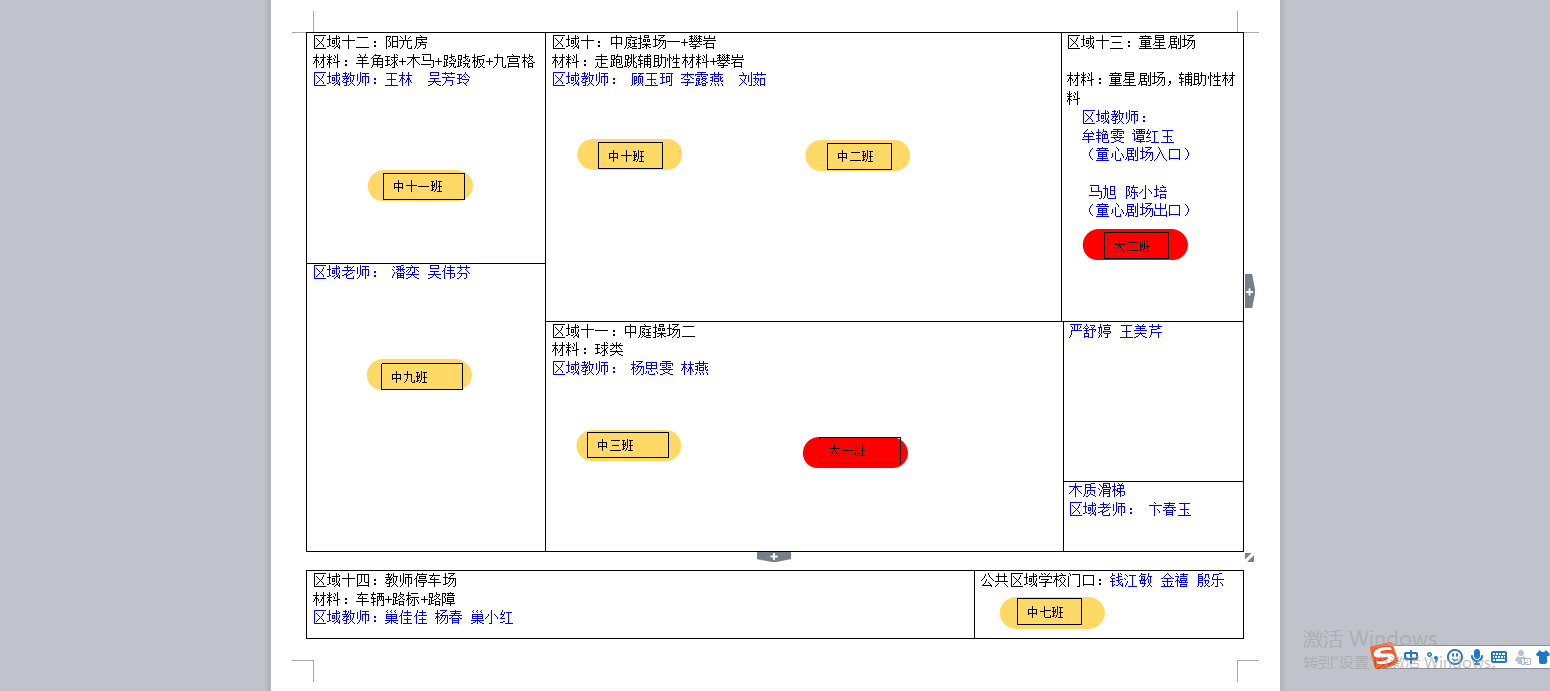 区域十二：阳光房
材料：羊角球+木马+跷跷板+九宫格
区域教师：王林 吴芳玲
中十一班
区域老师： 潘奕 吴伟芬
中九班
区域十：中庭操场一+攀岩
材料：走跑跳辅助性材料+攀岩
区域教师： 顾玉珂 李露燕 刘茹
中十班
中二班
区域十一：中庭操场二
材料：球类
区域教师： 杨思雯 林燕
中三班
大一班
区域十三：童星剧场
材料：童星剧场，辅助性材
料
区域教师：
牟艳雯 谭红玉
（童心剧场入口）
马旭 陈小培
（童心剧场出口）
大二班
严舒婷 王美芹
木质滑梯
区域老师： 卞春玉
区域十四：教师停车场
材料：车辆+路标+路障
区域教师：巢佳佳 杨春 巢小红
公共区域学校门口：钱江敏 金禧 殷乐
中七班
激活 Windows
转到"设置"以激活 Windows。
中